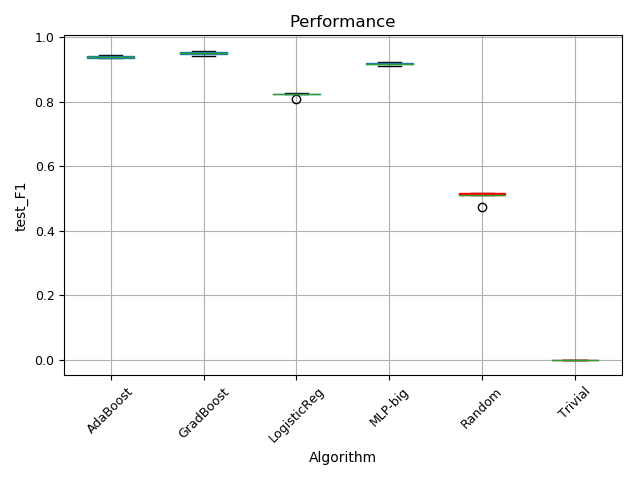 Performance
1.0
0.8
0.6
0.4
0.2
0.0
test_F1
AdaBoost
GradBoost
LogisticReg
MLP-big
Random
Trivial
Algorithm